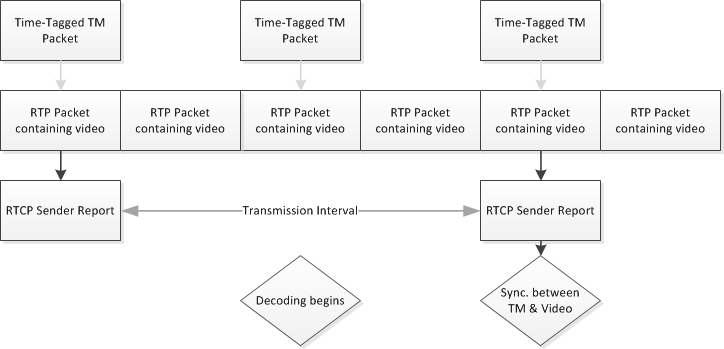 Time-Tagged TM
Packet
Time-Tagged TM
Packet
Time-Tagged TM
Packet
RTP Packet
containing video
RTP Packet
containing video
RTP Packet
containing video
RTP Packet
containing video
RTP Packet
containing video
RTP Packet
containing video
RTCP Sender Report
Transmission Interval
RTCP Sender Report
Decoding begins
Sync. between
TM & Video